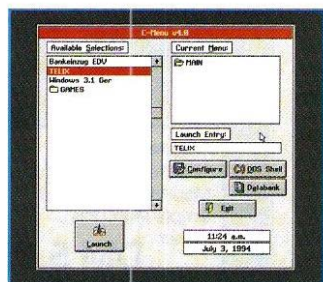 C-Menu v4.0
Available Selections:
Bankeinzug EDV
TELIX
Windows 3.1 Ger
GAMES
Current Menu:
MAIN
Launch Entry:
TELIX
Configure
DOS Shell
Databank
Exit
Launch
11:24 a.m.
July 3, 1994